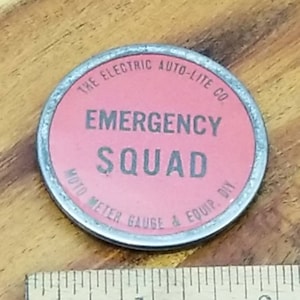 THE ELECTRIC AUTO-LITE CO.
EMERGENCY
SQUAD
MOTO METER GAUGE & EQUIP. DIV.